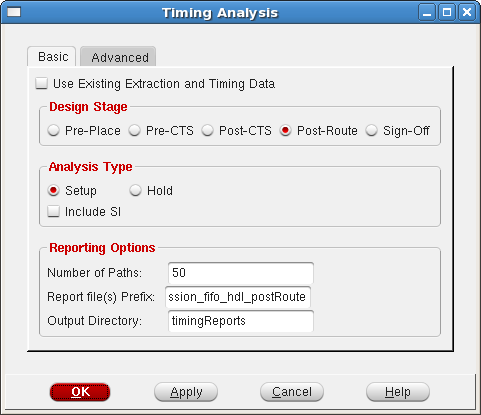 Timing Analysis
Basic Advanced
Use Existing Extraction and Timing Data
Design Stage
Pre-Place Pre-CTS Post-CTS Post-Route Sign-Off
Analysis Type
Setup Hold
Include SI
Reporting Options
Number of Paths: 50
Report file(s) Prefix: ssion_fifo_hdl_postRoute
Output Directory: timingReports
OK Apply Cancel Help